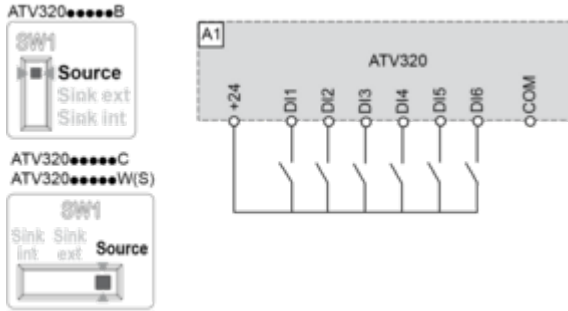 ATV320●●●●●B
SW1
Source
Sink ext
Sink int
ATV320●●●●●C
ATV320●●●●●W(S)
SW1
Sink int
Sink ext
Source
A1
ATV320
+24
DI1
DI2
DI3
DI4
DI5
DI6
COM